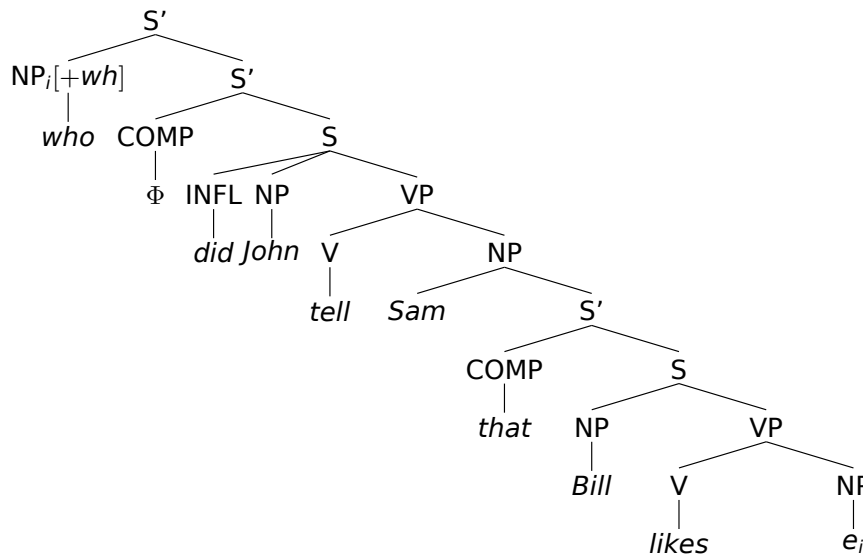 S’
NPᵢ[+wh] S’
who COMP S
Φ INFL NP VP
did John V NP
tell Sam S’
COMP S
that NP VP
Bill V NP
likes eᵢ